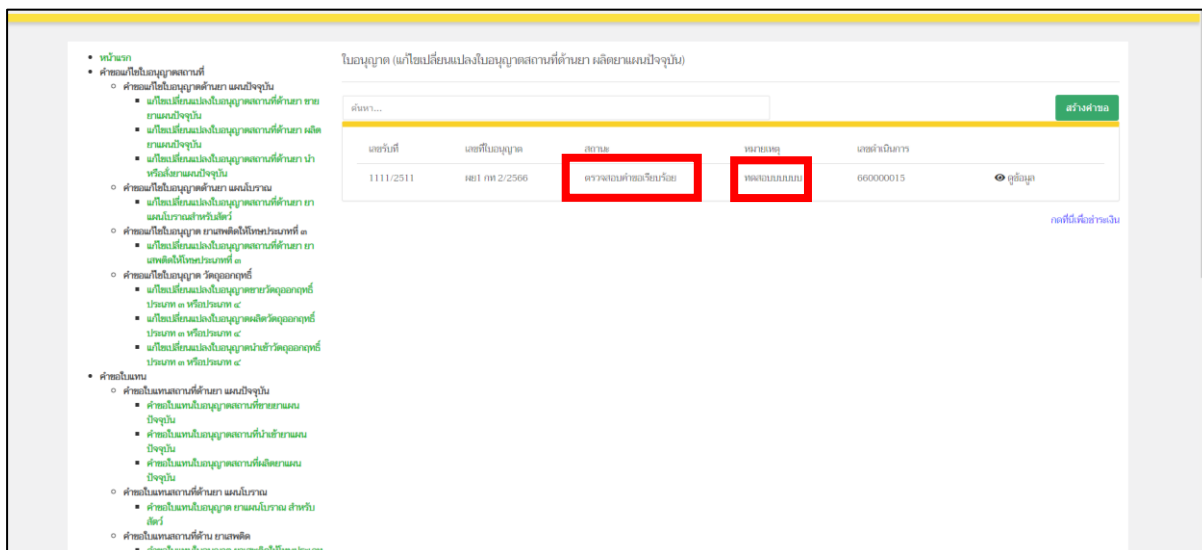 หน้าแรก
คำขอแก้ไขใบอนุญาตสถานที่
คำขอแก้ไขใบอนุญาตด้านยา แผนปัจจุบัน
แก้ไขเปลี่ยนแปลงใบอนุญาตสถานที่ด้านยา ขาย
ยาแผนปัจจุบัน
แก้ไขเปลี่ยนแปลงใบอนุญาตสถานที่ด้านยา ผลิต
ยาแผนปัจจุบัน
แก้ไขเปลี่ยนแปลงใบอนุญาตสถานที่ด้านยา นำ
หรือสั่งยาแผนปัจจุบัน
คำขอแก้ไขใบอนุญาตด้านยา แผนโบราณ
แก้ไขเปลี่ยนแปลงใบอนุญาตสถานที่ด้านยา ยา
แผนโบราณสำหรับสัตว์
คำขอแก้ไขใบอนุญาต ยาเสพติดให้โทษประเภทที่ ๓
แก้ไขเปลี่ยนแปลงใบอนุญาตสถานที่ด้านยา ยา
เสพติดให้โทษประเภทที่ ๓
คำขอแก้ไขใบอนุญาต วัตถุออกฤทธิ์
แก้ไขเปลี่ยนแปลงใบอนุญาตขายวัตถุออกฤทธิ์
ประเภท ๓ หรือประเภท ๔
แก้ไขเปลี่ยนแปลงใบอนุญาตผลิตวัตถุออกฤทธิ์
ประเภท ๓ หรือประเภท ๔
แก้ไขเปลี่ยนแปลงใบอนุญาตนำเข้าวัตถุออกฤทธิ์
ประเภท ๓ หรือประเภท ๔
คำขอใบแทน
คำขอใบแทนสถานที่ด้านยา แผนปัจจุบัน
คำขอใบแทนใบอนุญาตสถานที่ขายยาแผน
ปัจจุบัน
คำขอใบแทนใบอนุญาตสถานที่นำเข้ายาแผน
ปัจจุบัน
คำขอใบแทนใบอนุญาตสถานที่ผลิตยาแผน
ปัจจุบัน
คำขอใบแทนสถานที่ด้านยา แผนโบราณ
คำขอใบแทนใบอนุญาต ยาแผนโบราณ สำหรับ
สัตว์
คำขอใบแทนสถานที่ด้าน ยาเสพติด
ใบอนุญาต (แก้ไขเปลี่ยนแปลงใบอนุญาตสถานที่ด้านยา ผลิตยาแผนปัจจุบัน)
ค้นหา... สร้างคำขอ
เลขรับที่ เลขที่ใบอนุญาต สถานะ หมายเหตุ เลขดำเนินการ
1111/2511 ผย1 กท 2/2566 ตรวจสอบคำขอเรียบร้อย ทดสอบบบบบบ 660000015 ดูข้อมูล
กดที่นี่เพื่อชำระเงิน